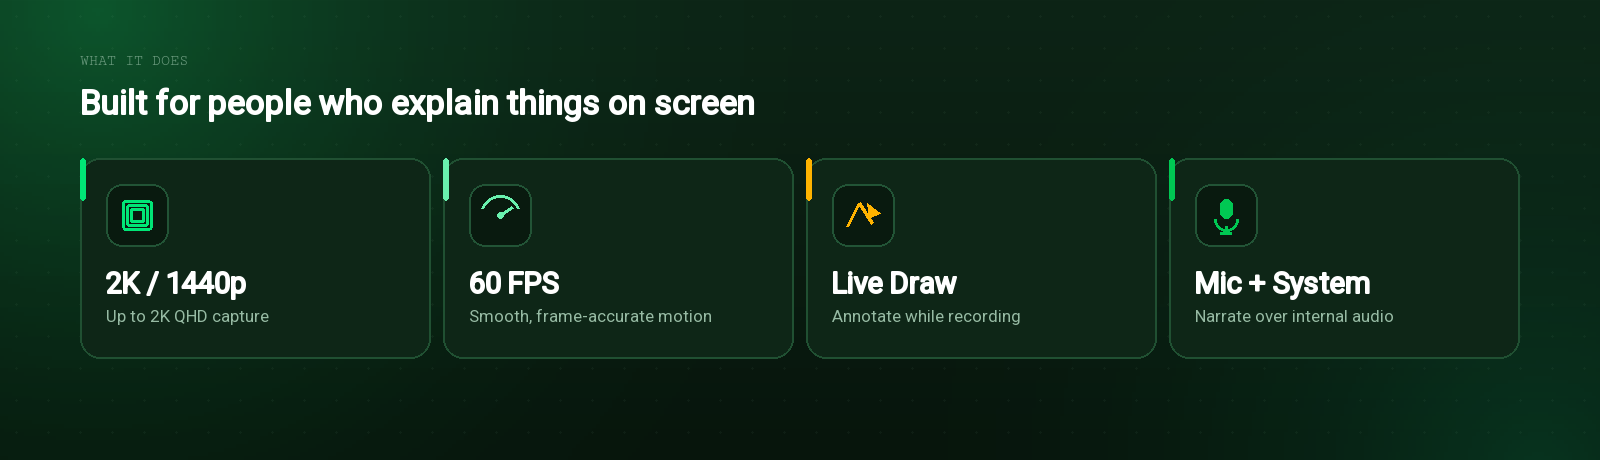 WHAT IT DOES
Built for people who explain things on screen
2K / 1440p
Up to 2K QHD capture
60 FPS
Smooth, frame-accurate motion
Live Draw
Annotate while recording
Mic + System
Narrate over internal audio